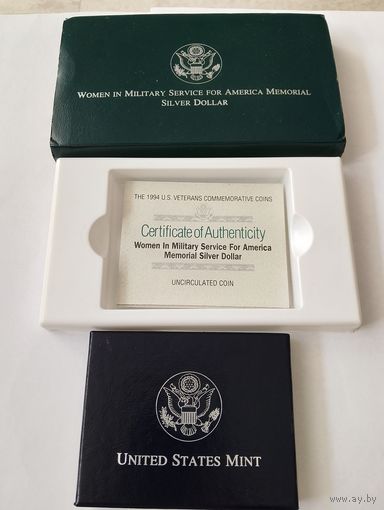 WOMEN IN MILITARY SERVICE FOR AMERICA MEMORIAL
SILVER DOLLAR
THE 1994 U.S. VETERANS COMMEMORATIVE COINS
Certificate of Authenticity
Women In Military Service For America
Memorial Silver Dollar
UNCIRCULATED COIN
UNITED STATES MINT
www.ay.by